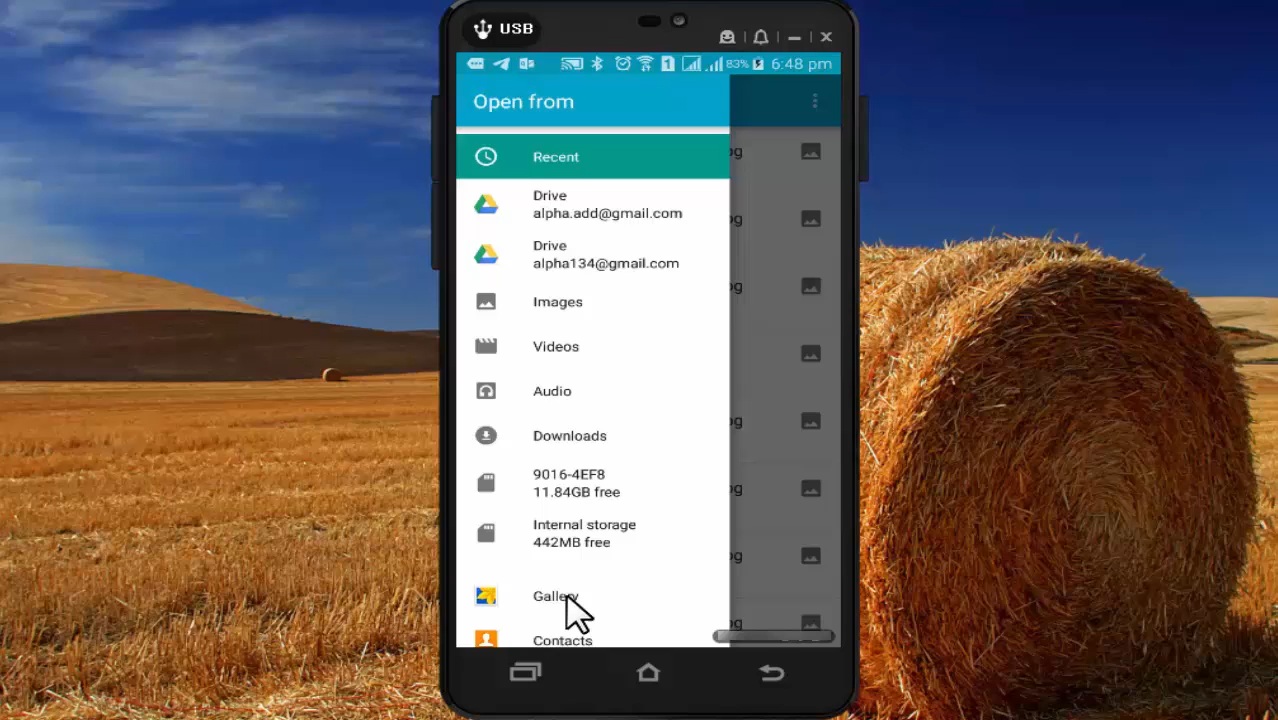 USB
1
83%
6:48 pm
Open from
Recent
Drive
alpha.add@gmail.com
Drive
alpha134@gmail.com
Images
Videos
Audio
Downloads
9016-4EF8
11.84GB free
Internal storage
442MB free
Gallery
Contacts